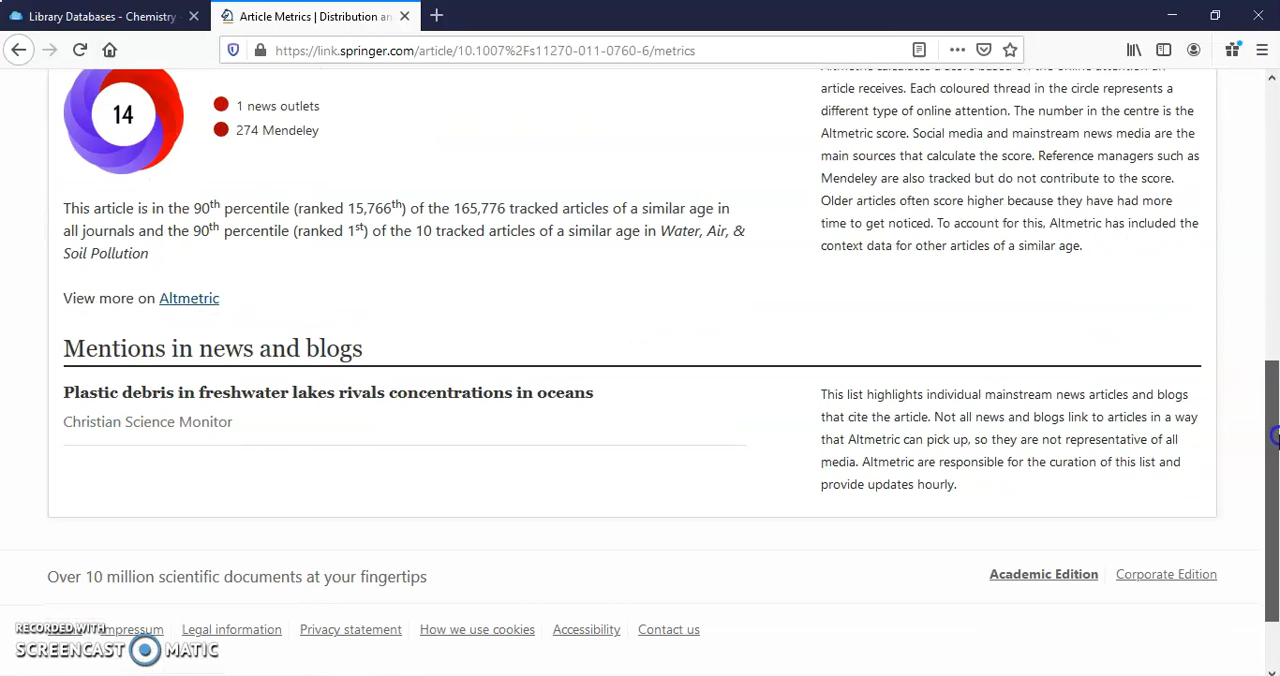 Library Databases - Chemistry
Article Metrics | Distribution an
https://link.springer.com/article/10.1007%2Fs11270-011-0760-6/metrics
14
1 news outlets
274 Mendeley
This article is in the 90th percentile (ranked 15,766th) of the 165,776 tracked articles of a similar age in
all journals and the 90th percentile (ranked 1st) of the 10 tracked articles of a similar age in Water, Air, &
Soil Pollution
View more on Altmetric
article receives. Each coloured thread in the circle represents a
different type of online attention. The number in the centre is the
Altmetric score. Social media and mainstream news media are the
main sources that calculate the score. Reference managers such as
Mendeley are also tracked but do not contribute to the score.
Older articles often score higher because they have had more
time to get noticed. To account for this, Altmetric has included the
context data for other articles of a similar age.
Mentions in news and blogs
Plastic debris in freshwater lakes rivals concentrations in oceans
Christian Science Monitor
This list highlights individual mainstream news articles and blogs
that cite the article. Not all news and blogs link to articles in a way
that Altmetric can pick up, so they are not representative of all
media. Altmetric are responsible for the curation of this list and
provide updates hourly.
Over 10 million scientific documents at your fingertips
Academic Edition
Corporate Edition
Impressum
Legal information
Privacy statement
How we use cookies
Accessibility
Contact us
RECORDED WITH
SCREENCAST MATIC